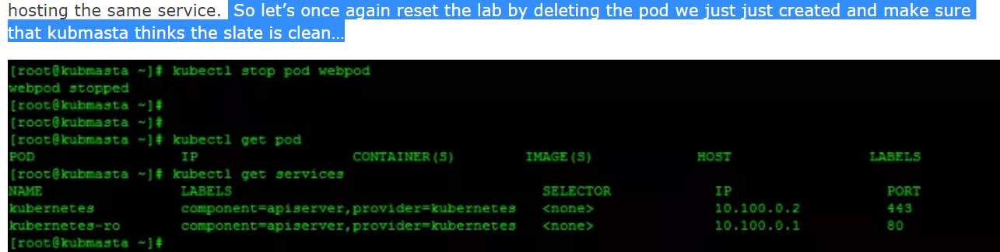 hosting the same service.  So let’s once again reset the lab by deleting the pod we just just created and make sure
that kubmasta thinks the slate is clean…
[root@kubmasta ~]# kubectl stop pod webpod
webpod stopped
[root@kubmasta ~]#
[root@kubmasta ~]#
[root@kubmasta ~]# kubectl get pod
POD IP CONTAINER(S) IMAGE(S) HOST LABELS
[root@kubmasta ~]# kubectl get services
NAME LABELS SELECTOR IP PORT
kubernetes component=apiserver,provider=kubernetes <none> 10.100.0.2 443
kubernetes-ro component=apiserver,provider=kubernetes <none> 10.100.0.1 80
[root@kubmasta ~]#